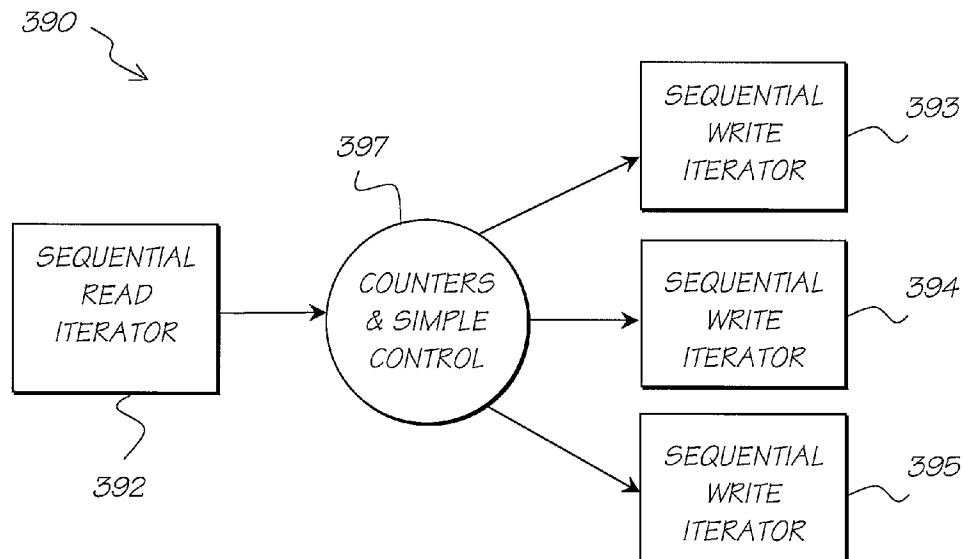 390
SEQUENTIAL
READ
ITERATOR
392
397
COUNTERS
& SIMPLE
CONTROL
SEQUENTIAL
WRITE
ITERATOR
393
SEQUENTIAL
WRITE
ITERATOR
394
SEQUENTIAL
WRITE
ITERATOR
395